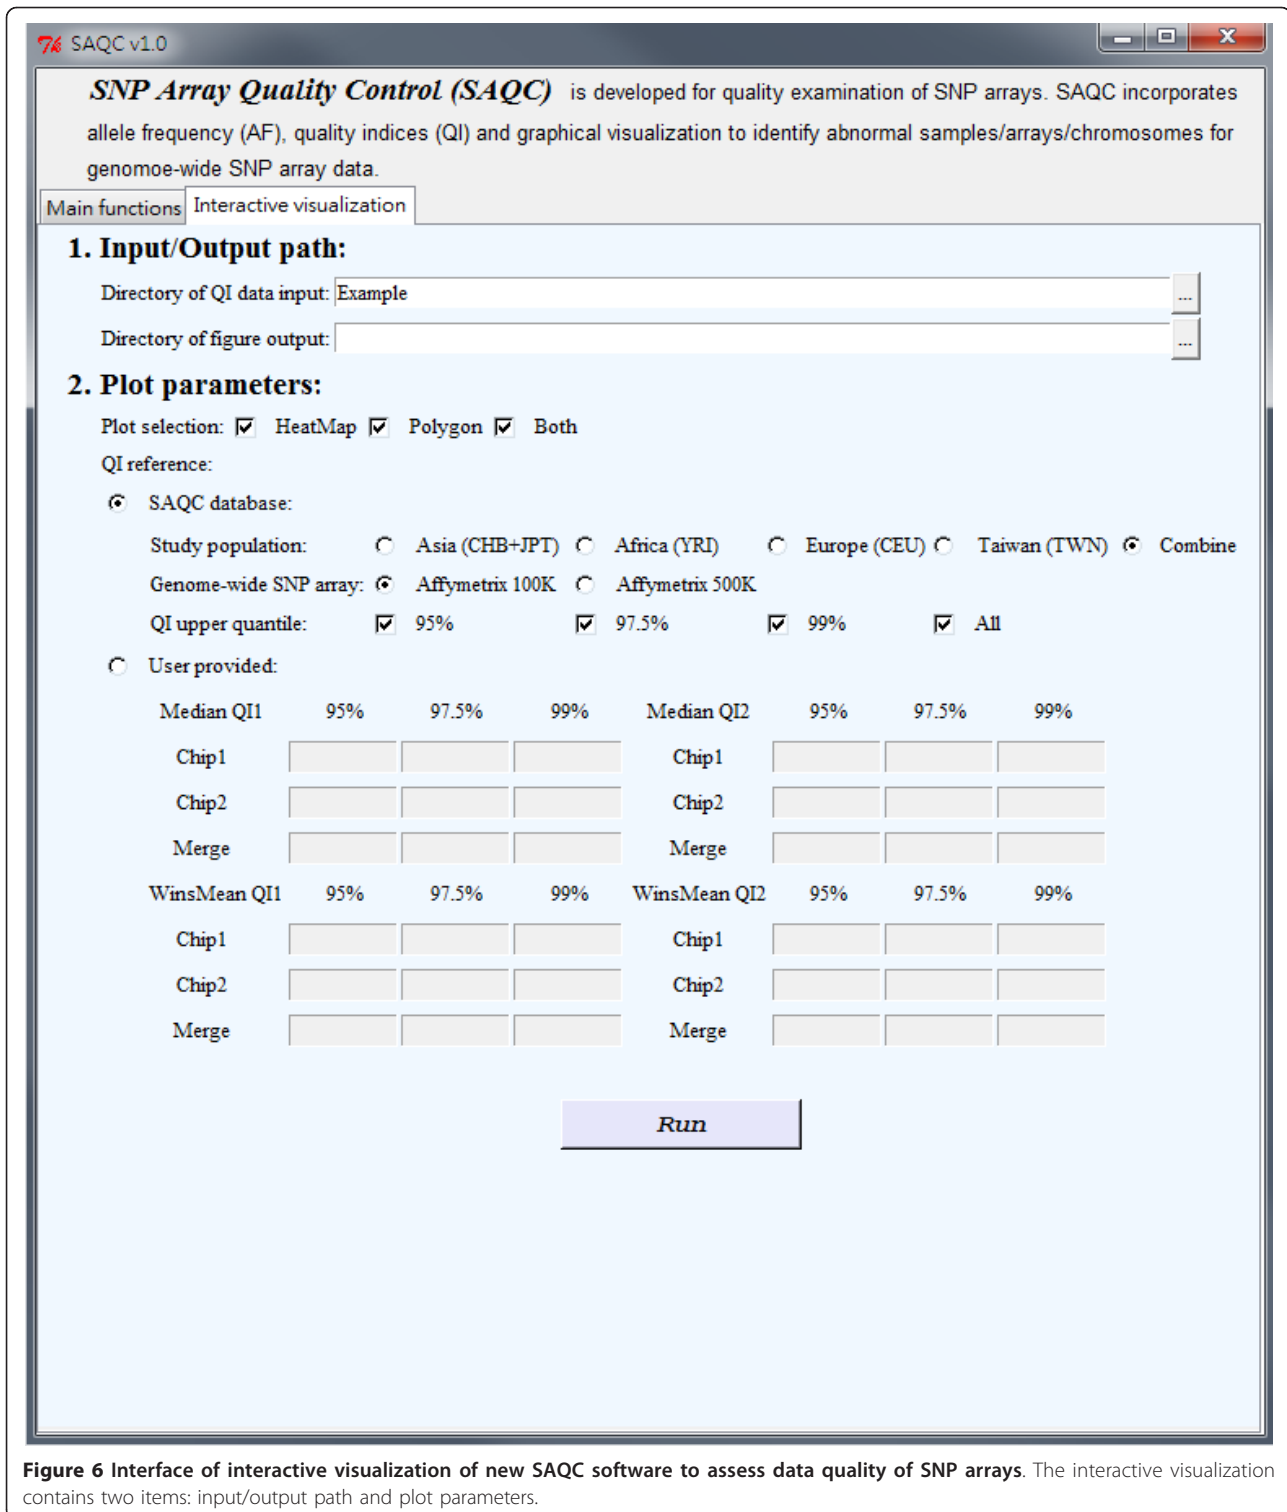 SAQC v1.0
SNP Array Quality Control (SAQC) is developed for quality examination of SNP arrays. SAQC incorporates
allele frequency (AF), quality indices (QI) and graphical visualization to identify abnormal samples/arrays/chromosomes for
genomoe-wide SNP array data.
Main functions Interactive visualization
1. Input/Output path:
Directory of QI data input: Example ...
Directory of figure output: ...
2. Plot parameters:
Plot selection: HeatMap Polygon Both
QI reference:
SAQC database:
Study population: Asia (CHB+JPT) Africa (YRI) Europe (CEU) Taiwan (TWN) Combine
Genome-wide SNP array: Affymetrix 100K Affymetrix 500K
QI upper quantile: 95% 97.5% 99% All
User provided:
Median QI1 95% 97.5% 99% Median QI2 95% 97.5% 99%
Chip1 Chip1
Chip2 Chip2
Merge Merge
WinsMean QI1 95% 97.5% 99% WinsMean QI2 95% 97.5% 99%
Chip1 Chip1
Chip2 Chip2
Merge Merge
Run
Figure 6 Interface of interactive visualization of new SAQC software to assess data quality of SNP arrays. The interactive visualization
contains two items: input/output path and plot parameters.